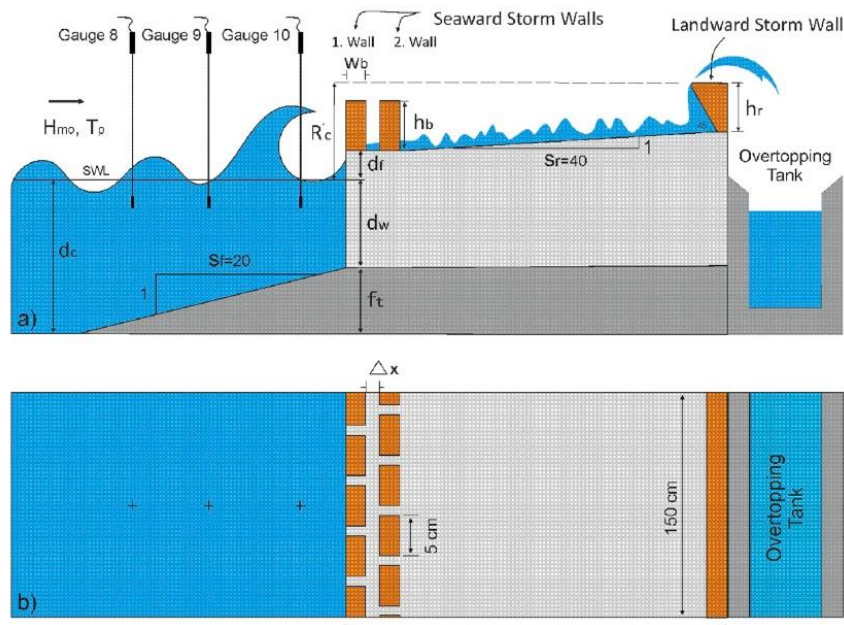 Seaward Storm Walls
Landward Storm Wall
Gauge 8
Gauge 9
Gauge 10
1. Wall
2. Wall
Wb
Hmo, Tp
Rc
hb
hr
SWL
df
Sr=40
1
Overtopping
Tank
dc
dw
Sf=20
1
ft
a)
△x
5 cm
150 cm
Overtopping
Tank
b)